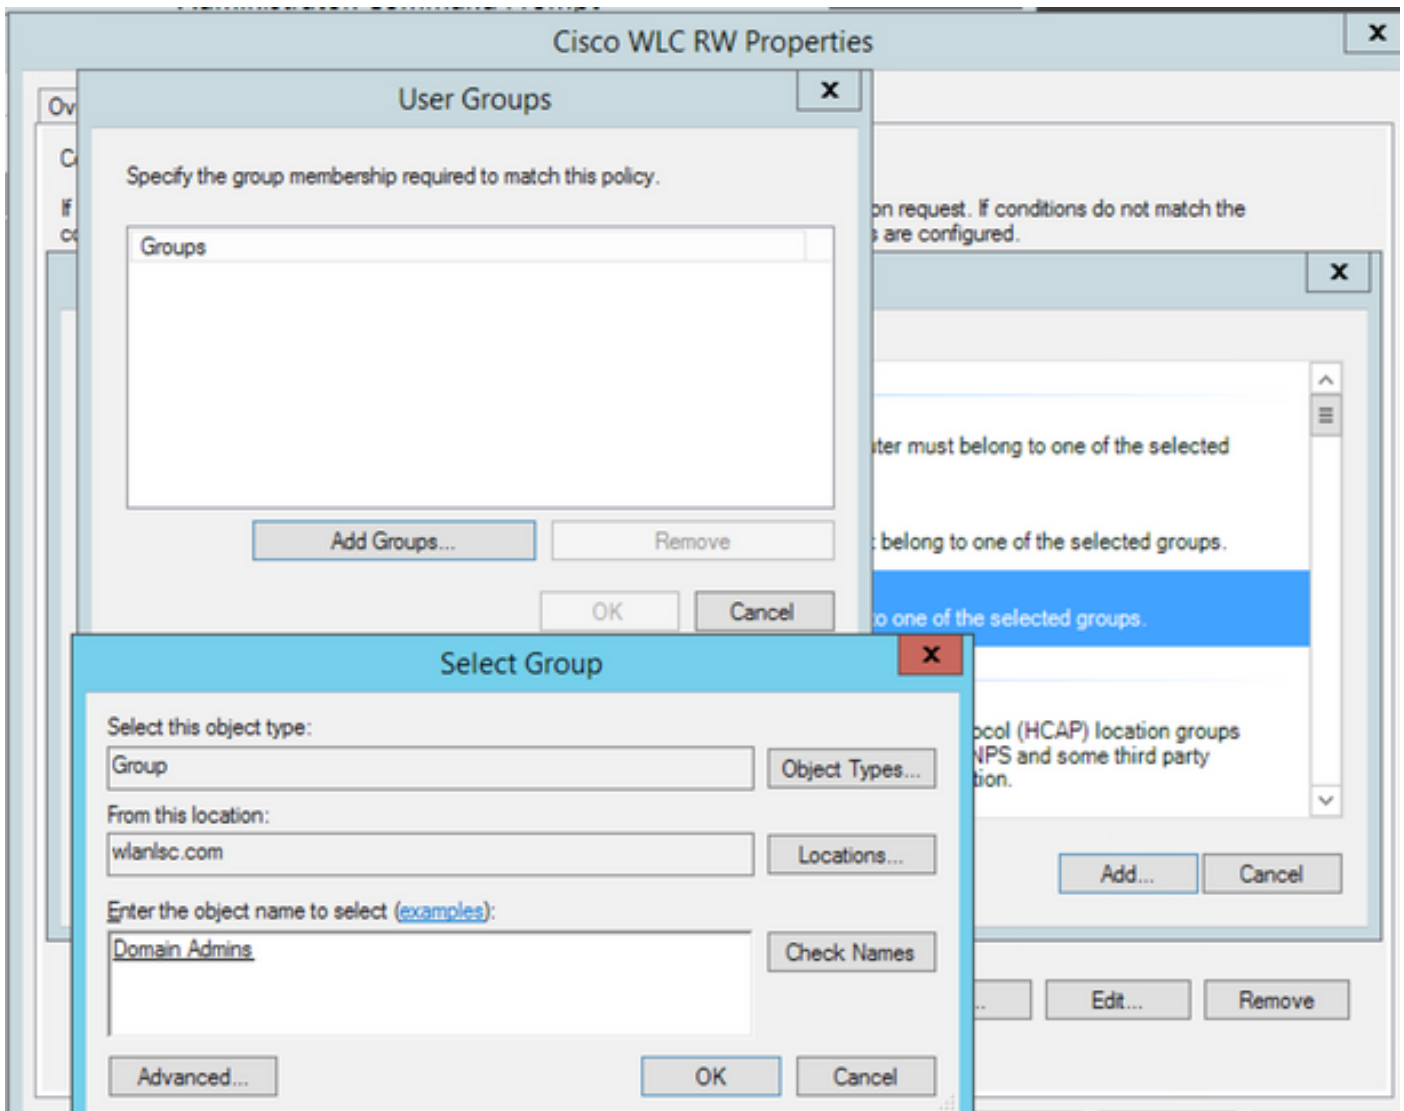 Cisco WLC RW Properties
x
User Groups
x
Ov
Specify the group membership required to match this policy.
If
on request. If conditions do not match the
s are configured.
Groups
x
uter must belong to one of the selected
Add Groups...
Remove
belong to one of the selected groups.
OK
Cancel
to one of the selected groups.
Select Group
x
Select this object type:
Group
Object Types...
ocol (HCAP) location groups
NPS and some third party
tion.
From this location:
wlanlsc.com
Locations...
Add...
Cancel
Enter the object name to select (examples):
Domain Admins
Check Names
...
Edit...
Remove
Advanced...
OK
Cancel